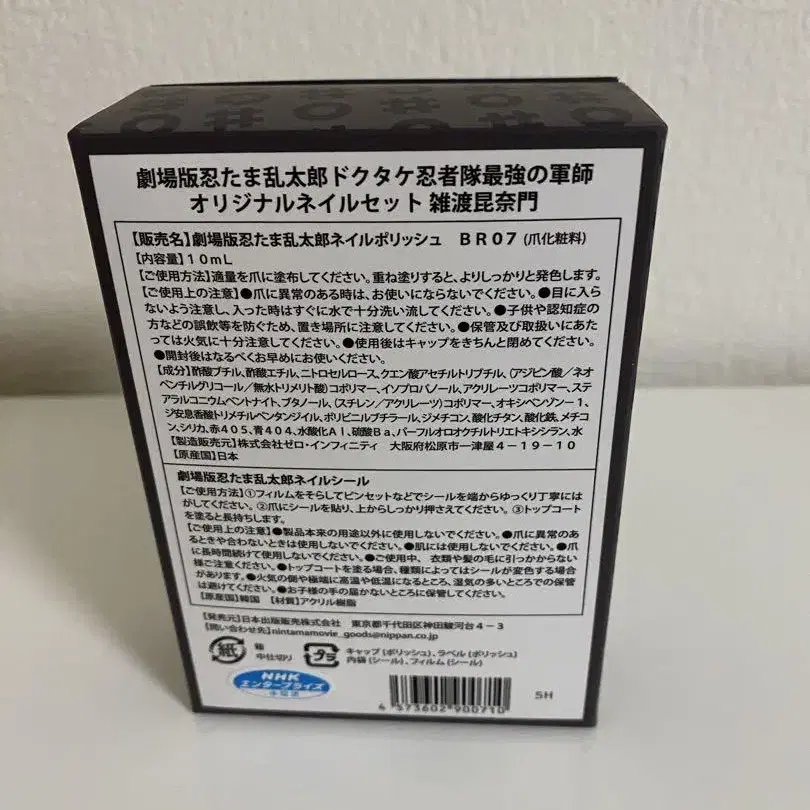 劇場版忍たま乱太郎ドクタケ忍者隊最強の軍師
オリジナルネイルセット 雑渡昆奈門
【販売名】劇場版忍たま乱太郎ネイルポリッシュ BR07(爪化粧料)
【内容量】10mL
【ご使用方法】適量を爪に塗布してください。重ね塗りすると、よりしっかりと発色します。
【ご使用上の注意】●爪に異常のある時は、お使いにならないでください。●目に入ら
ないよう注意し、入った時はすぐに水で十分洗い流してください。●子供や認知症の
方などの誤飲等を防ぐため、置き場所に注意してください。●保管及び取扱いにあた
っては火気に十分注意してください。●使用後はキャップをきちんと閉めてください。
●開封後はなるべくお早めにお使いください。
【成分】酢酸ブチル、酢酸エチル、ニトロセルロース、クエン酸アセチルトリブチル、(アジピン酸/ネオ
ペンチルグリコール/無水トリメリト酸)コポリマー、イソプロパノール、アクリレーツコポリマー、ステ
アラルコニウムベントナイト、ブタノール、(スチレン/アクリレーツ)コポリマー、オキシベンゾン-1、
ジ安息香酸トリメチルペンタンジイル、ポリビニルブチラール、ジメチコン、酸化チタン、酸化鉄、メチコ
ン、シリカ、赤405、青404、水酸化Al、硫酸Ba、パーフルオロオクチルトリエトキシシラン、水
【製造販売元】株式会社ゼロ・インフィニティ 大阪府松原市一津屋4-19-10
【原産国】日本
劇場版忍たま乱太郎ネイルシール
【ご使用方法】①フィルムをそらしてピンセットなどでシールを端からゆっくり丁寧には
がしてください。②爪にシールを貼り、上からしっかり押さえてください。③トップコート
を塗ると長持ちします。
【ご使用上の注意】●製品本来の用途以外に使用しないでください。●爪に異常のあ
るときや合わないときは使用しないでください。●肌には使用しないでください。●爪
に長時間続けて使用しないでください。●ご使用中、衣類や髪の毛に引っかからない
様ご注意ください。●トップコートを塗る場合、種類によってはシールが変色する場合
があります。●火気の側や極端に高温や低温になるところ、湿気の多いところでの保管
は避けてください。●お子様の手の届かないところに保管してください。
【原産国】韓国 【材質】アクリル樹脂
【発売元】日本出版販売株式会社 東京都千代田区神田駿河台4-3
【問い合わせ先】nintamamovie_goods@nippan.co.jp
紙 箱 プラ キャップ(ポリッシュ)、ラベル(ポリッシュ)
中仕切り 内袋(シール)、フィルム(シール)
NHK
エンタープライズ
5H
4 573602 900710